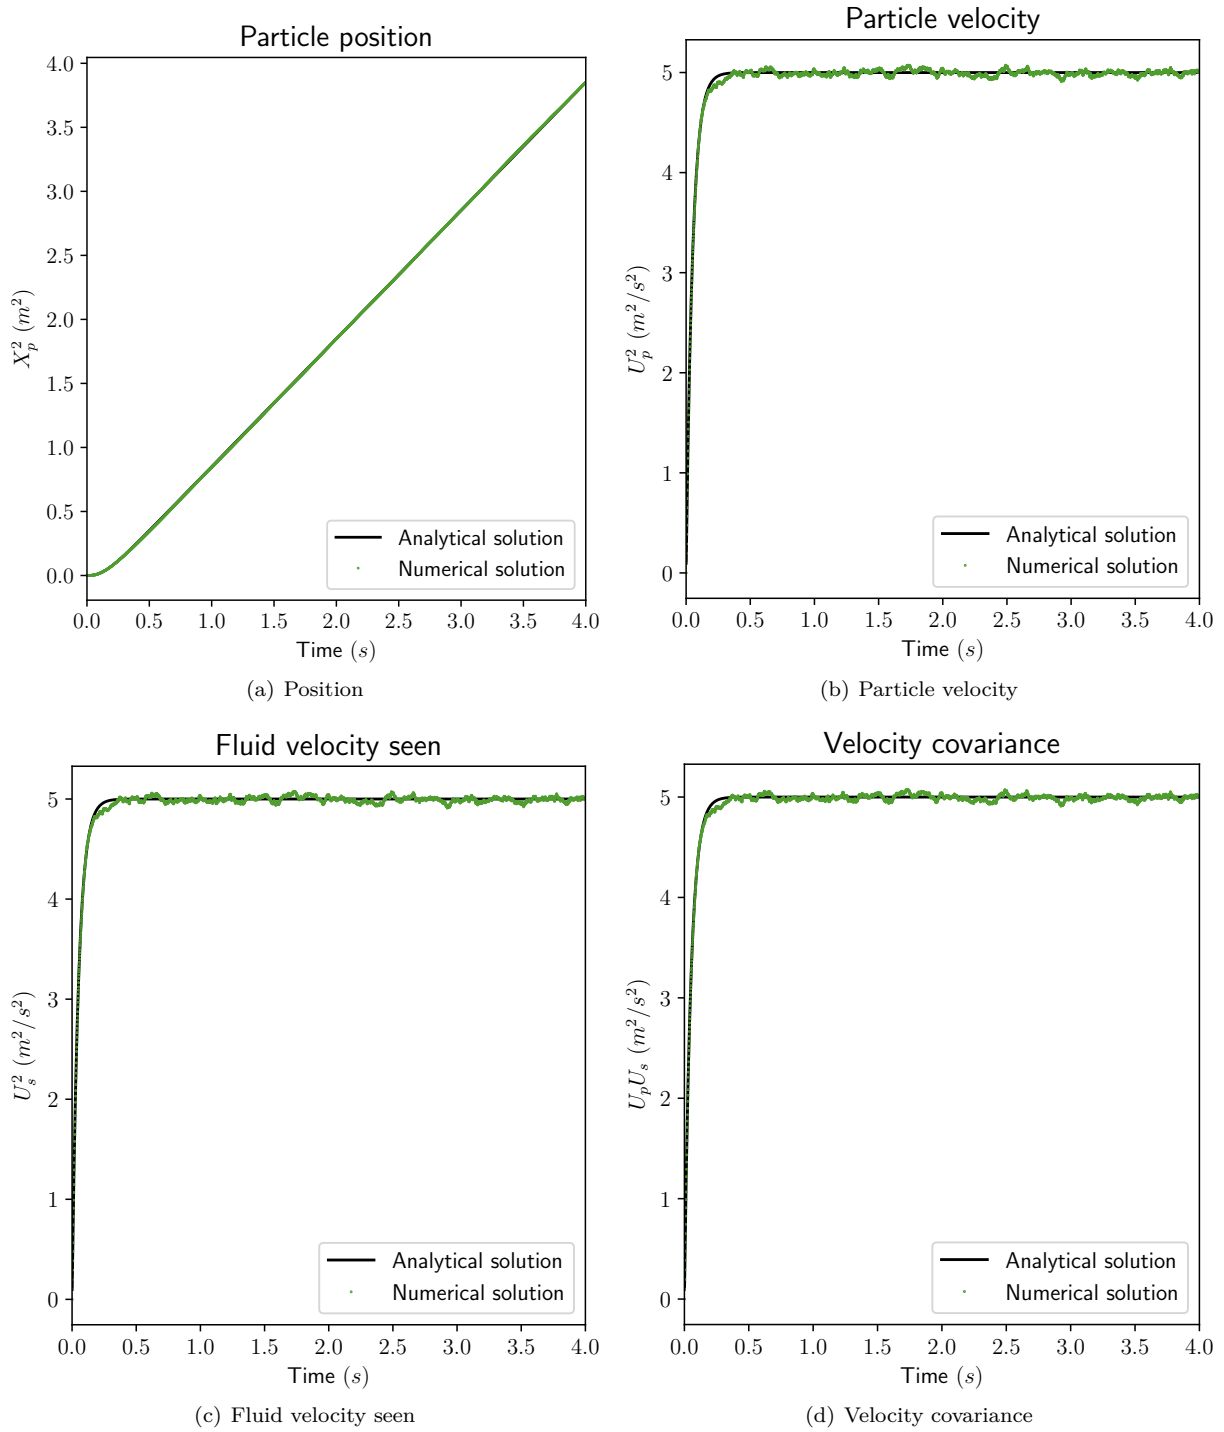 Particle position
4.0
3.5
3.0
2.5
2.0
1.5
1.0
0.5
0.0
X_p^2 (m^2)
Analytical solution
Numerical solution
0.0 0.5 1.0 1.5 2.0 2.5 3.0 3.5 4.0
Time (s)
(a) Position
Particle velocity
5
4
3
2
1
0
U_p^2 (m^2/s^2)
Analytical solution
Numerical solution
0.0 0.5 1.0 1.5 2.0 2.5 3.0 3.5 4.0
Time (s)
(b) Particle velocity
Fluid velocity seen
5
4
3
2
1
0
U_s^2 (m^2/s^2)
Analytical solution
Numerical solution
0.0 0.5 1.0 1.5 2.0 2.5 3.0 3.5 4.0
Time (s)
(c) Fluid velocity seen
Velocity covariance
5
4
3
2
1
0
U_pU_s (m^2/s^2)
Analytical solution
Numerical solution
0.0 0.5 1.0 1.5 2.0 2.5 3.0 3.5 4.0
Time (s)
(d) Velocity covariance